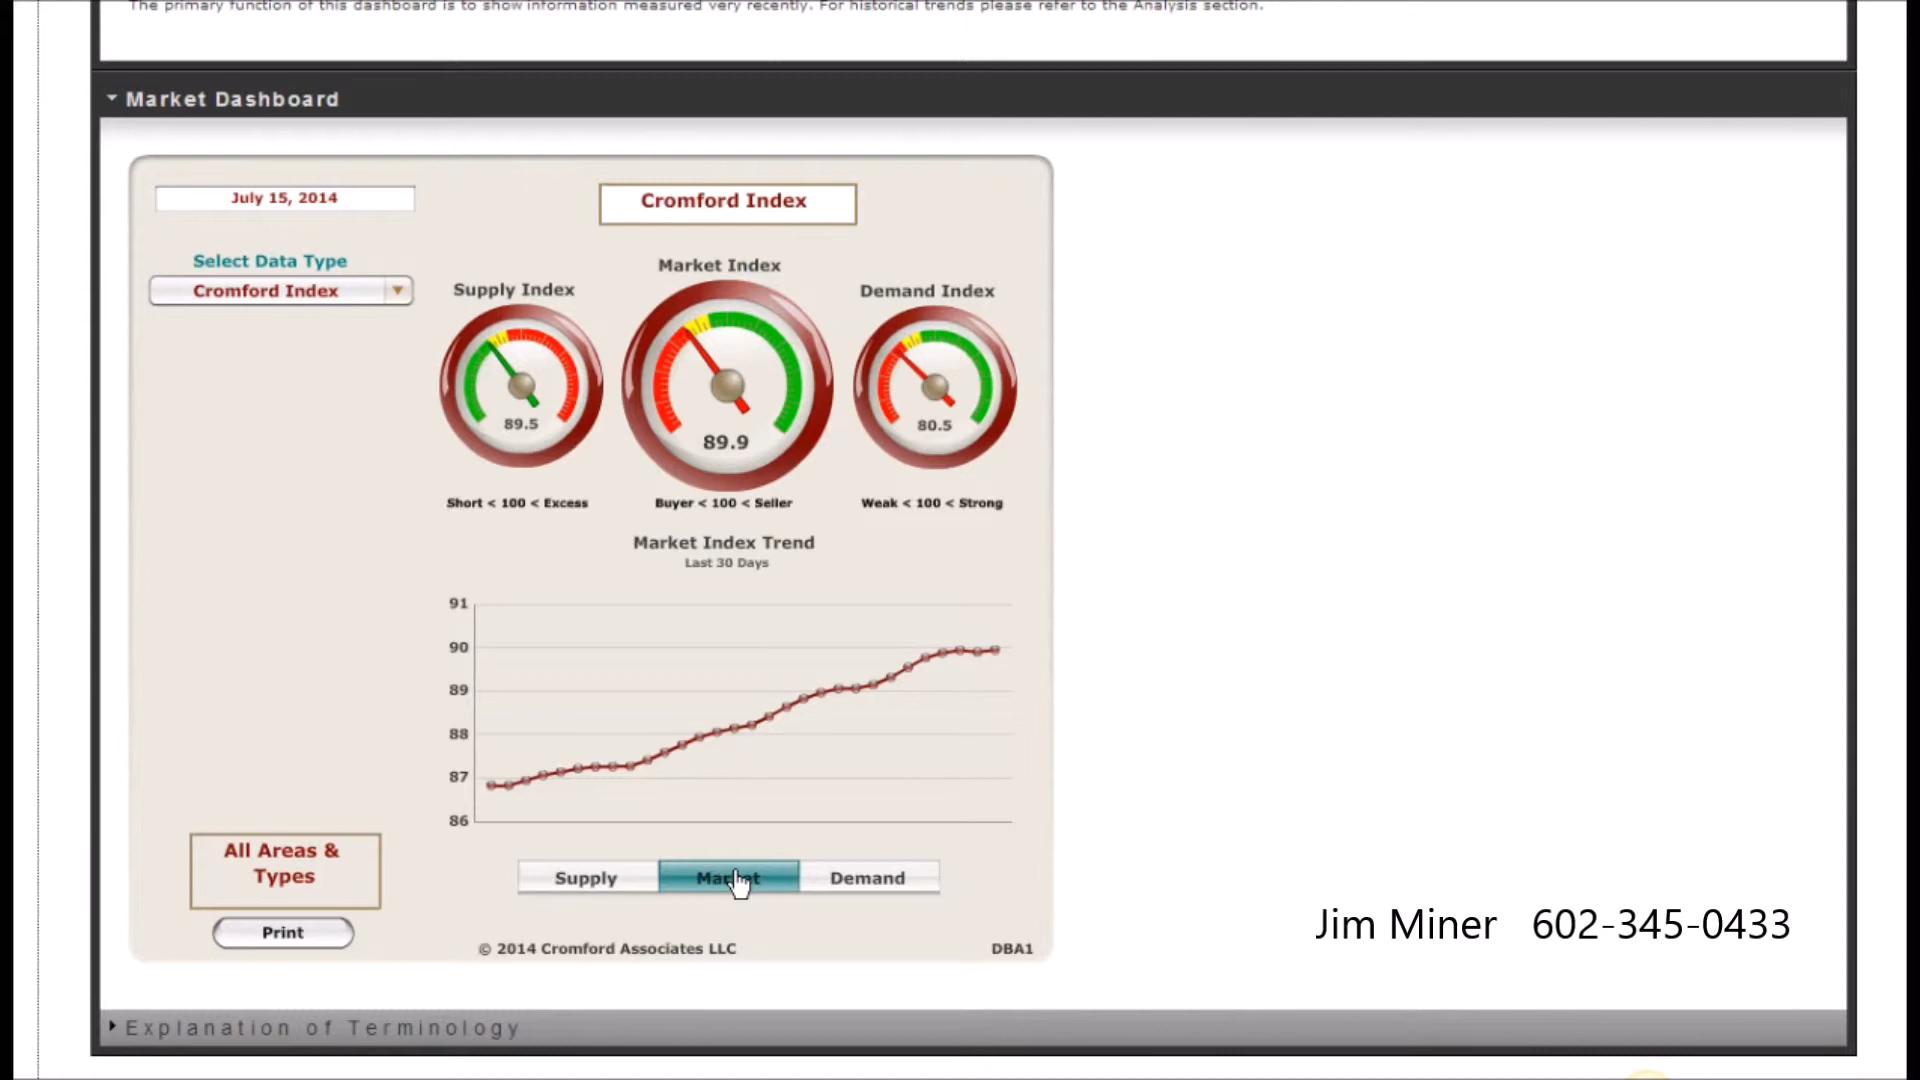 The primary function of this dashboard is to show information measured very recently. For historical trends please refer to the Analysis section.
Market Dashboard
July 15, 2014
Cromford Index
Select Data Type
Cromford Index
Supply Index
Market Index
Demand Index
89.5
89.9
80.5
Short < 100 < Excess
Buyer < 100 < Seller
Weak < 100 < Strong
Market Index Trend
Last 30 Days
91
90
89
88
87
86
All Areas &
Types
Print
Supply
Market
Demand
© 2014 Cromford Associates LLC
DBA1
Jim Miner 602-345-0433
Explanation of Terminology